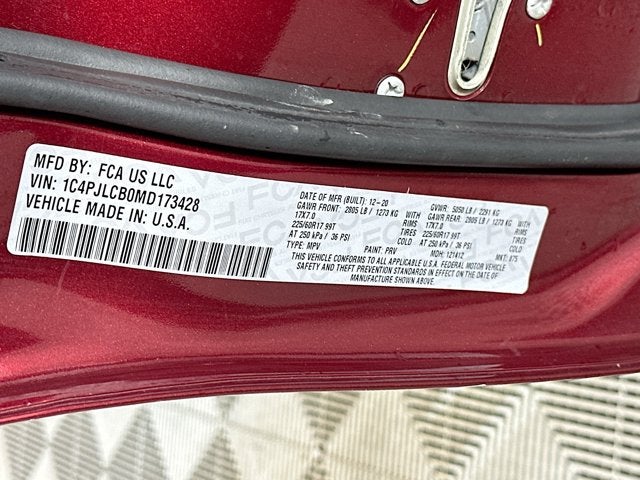 MFD BY: FCA US LLC
VIN: 1C4PJLCB0MD173428
VEHICLE MADE IN: U.S.A.
DATE OF MFR (BUILT): 12-20 GVWR: 5050 LB / 2291 KG
GAWR FRONT: 2805 LB / 1273 KG WITH GAWR REAR: 2805 LB / 1273 KG WITH
17X7.0 RIMS 17X7.0 RIMS
225/60R17 99T TIRES 225/60R17 99T TIRES
AT 250 kPa / 36 PSI COLD AT 250 kPa / 36 PSI COLD
TYPE: MPV PAINT: PRV MDH: 121412 MNT: 875
THIS VEHICLE CONFORMS TO ALL APPLICABLE U.S.A. FEDERAL MOTOR VEHICLE
SAFETY AND THEFT PREVENTION STANDARDS IN EFFECT ON THE DATE OF
MANUFACTURE SHOWN ABOVE.